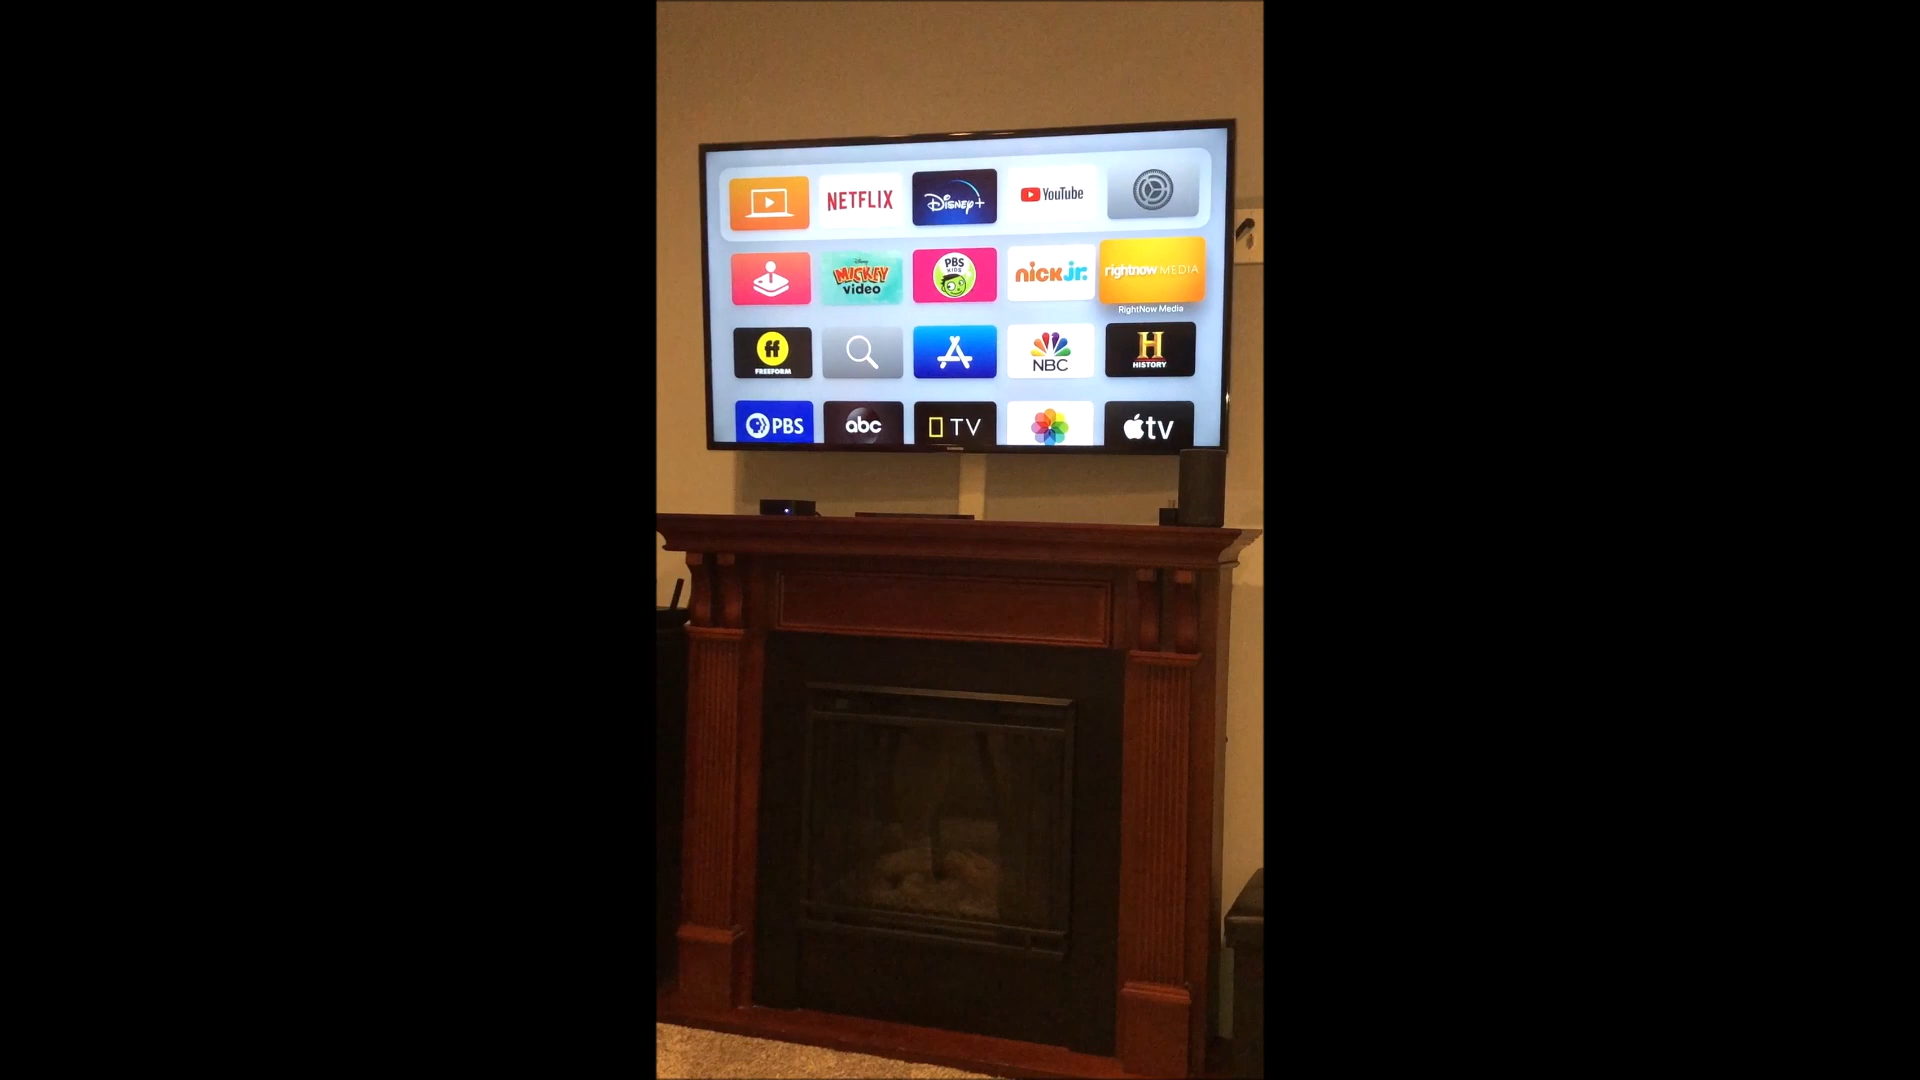 NETFLIX
Disney+
YouTube
Disney
MICKEY
video
PBS
KIDS
nick jr.
rightnow MEDIA
RightNow Media
ff
FREEFORM
NBC
H
HISTORY
PBS
abc
TV
tv